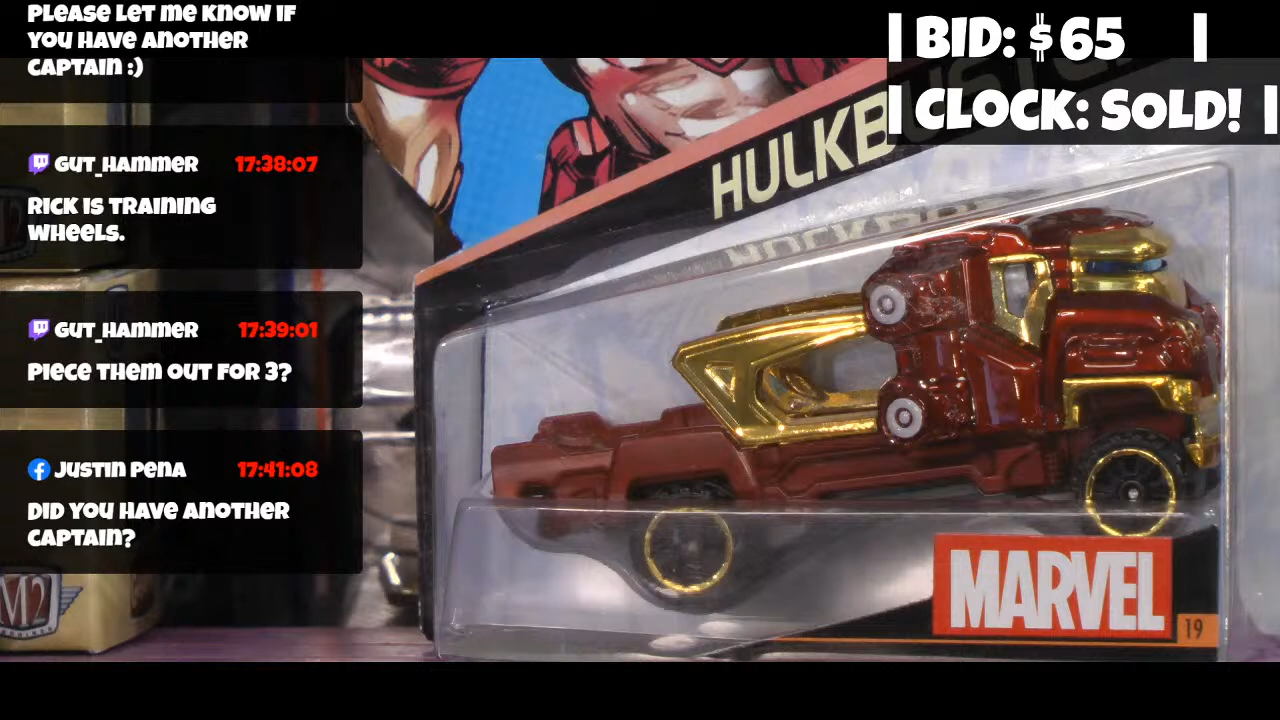 PLEASE LET ME KNOW IF
YOU HAVE ANOTHER
CAPTAIN :)
GUT_HAMMER 17:38:07
RICK IS TRAINING
WHEELS.
GUT_HAMMER 17:39:01
PIECE THEM OUT FOR 3?
JUSTIN PENA 17:41:08
DID YOU HAVE ANOTHER
CAPTAIN?
| BID: $65 |
| CLOCK: SOLD! |
HULKB
MARVEL
19
M2